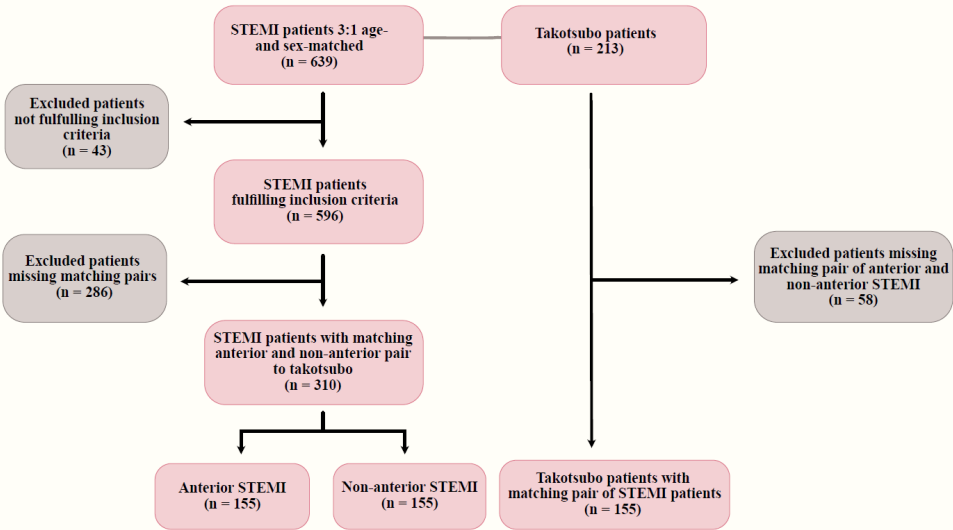 STEMI patients 3:1 age-
and sex-matched
(n = 639)
Takotsubo patients
(n = 213)
Excluded patients
not fulfulling inclusion
criteria
(n = 43)
STEMI patients
fulfilling inclusion criteria
(n = 596)
Excluded patients
missing matching pairs
(n = 286)
Excluded patients missing
matching pair of anterior and
non-anterior STEMI
(n = 58)
STEMI patients with matching
anterior and non-anterior pair
to takotsubo
(n = 310)
Anterior STEMI
(n = 155)
Non-anterior STEMI
(n = 155)
Takotsubo patients with
matching pair of STEMI patients
(n = 155)